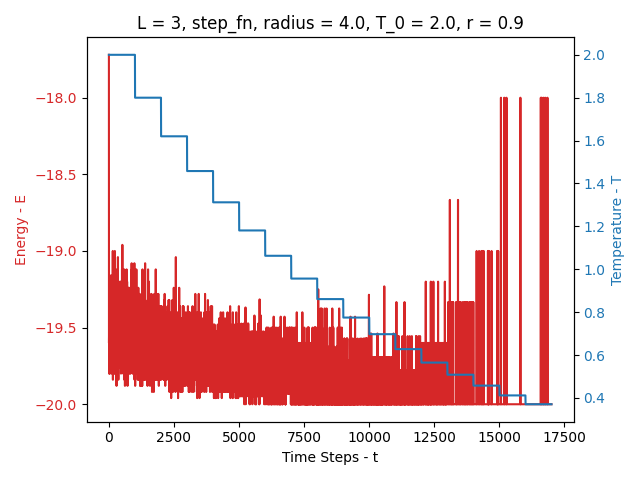 L = 3, step_fn, radius = 4.0, T_0 = 2.0, r = 0.9
−18.0
−18.5
−19.0
−19.5
−20.0
Energy - E
2.0
1.8
1.6
1.4
1.2
1.0
0.8
0.6
0.4
Temperature - T
0 2500 5000 7500 10000 12500 15000 17500
Time Steps - t